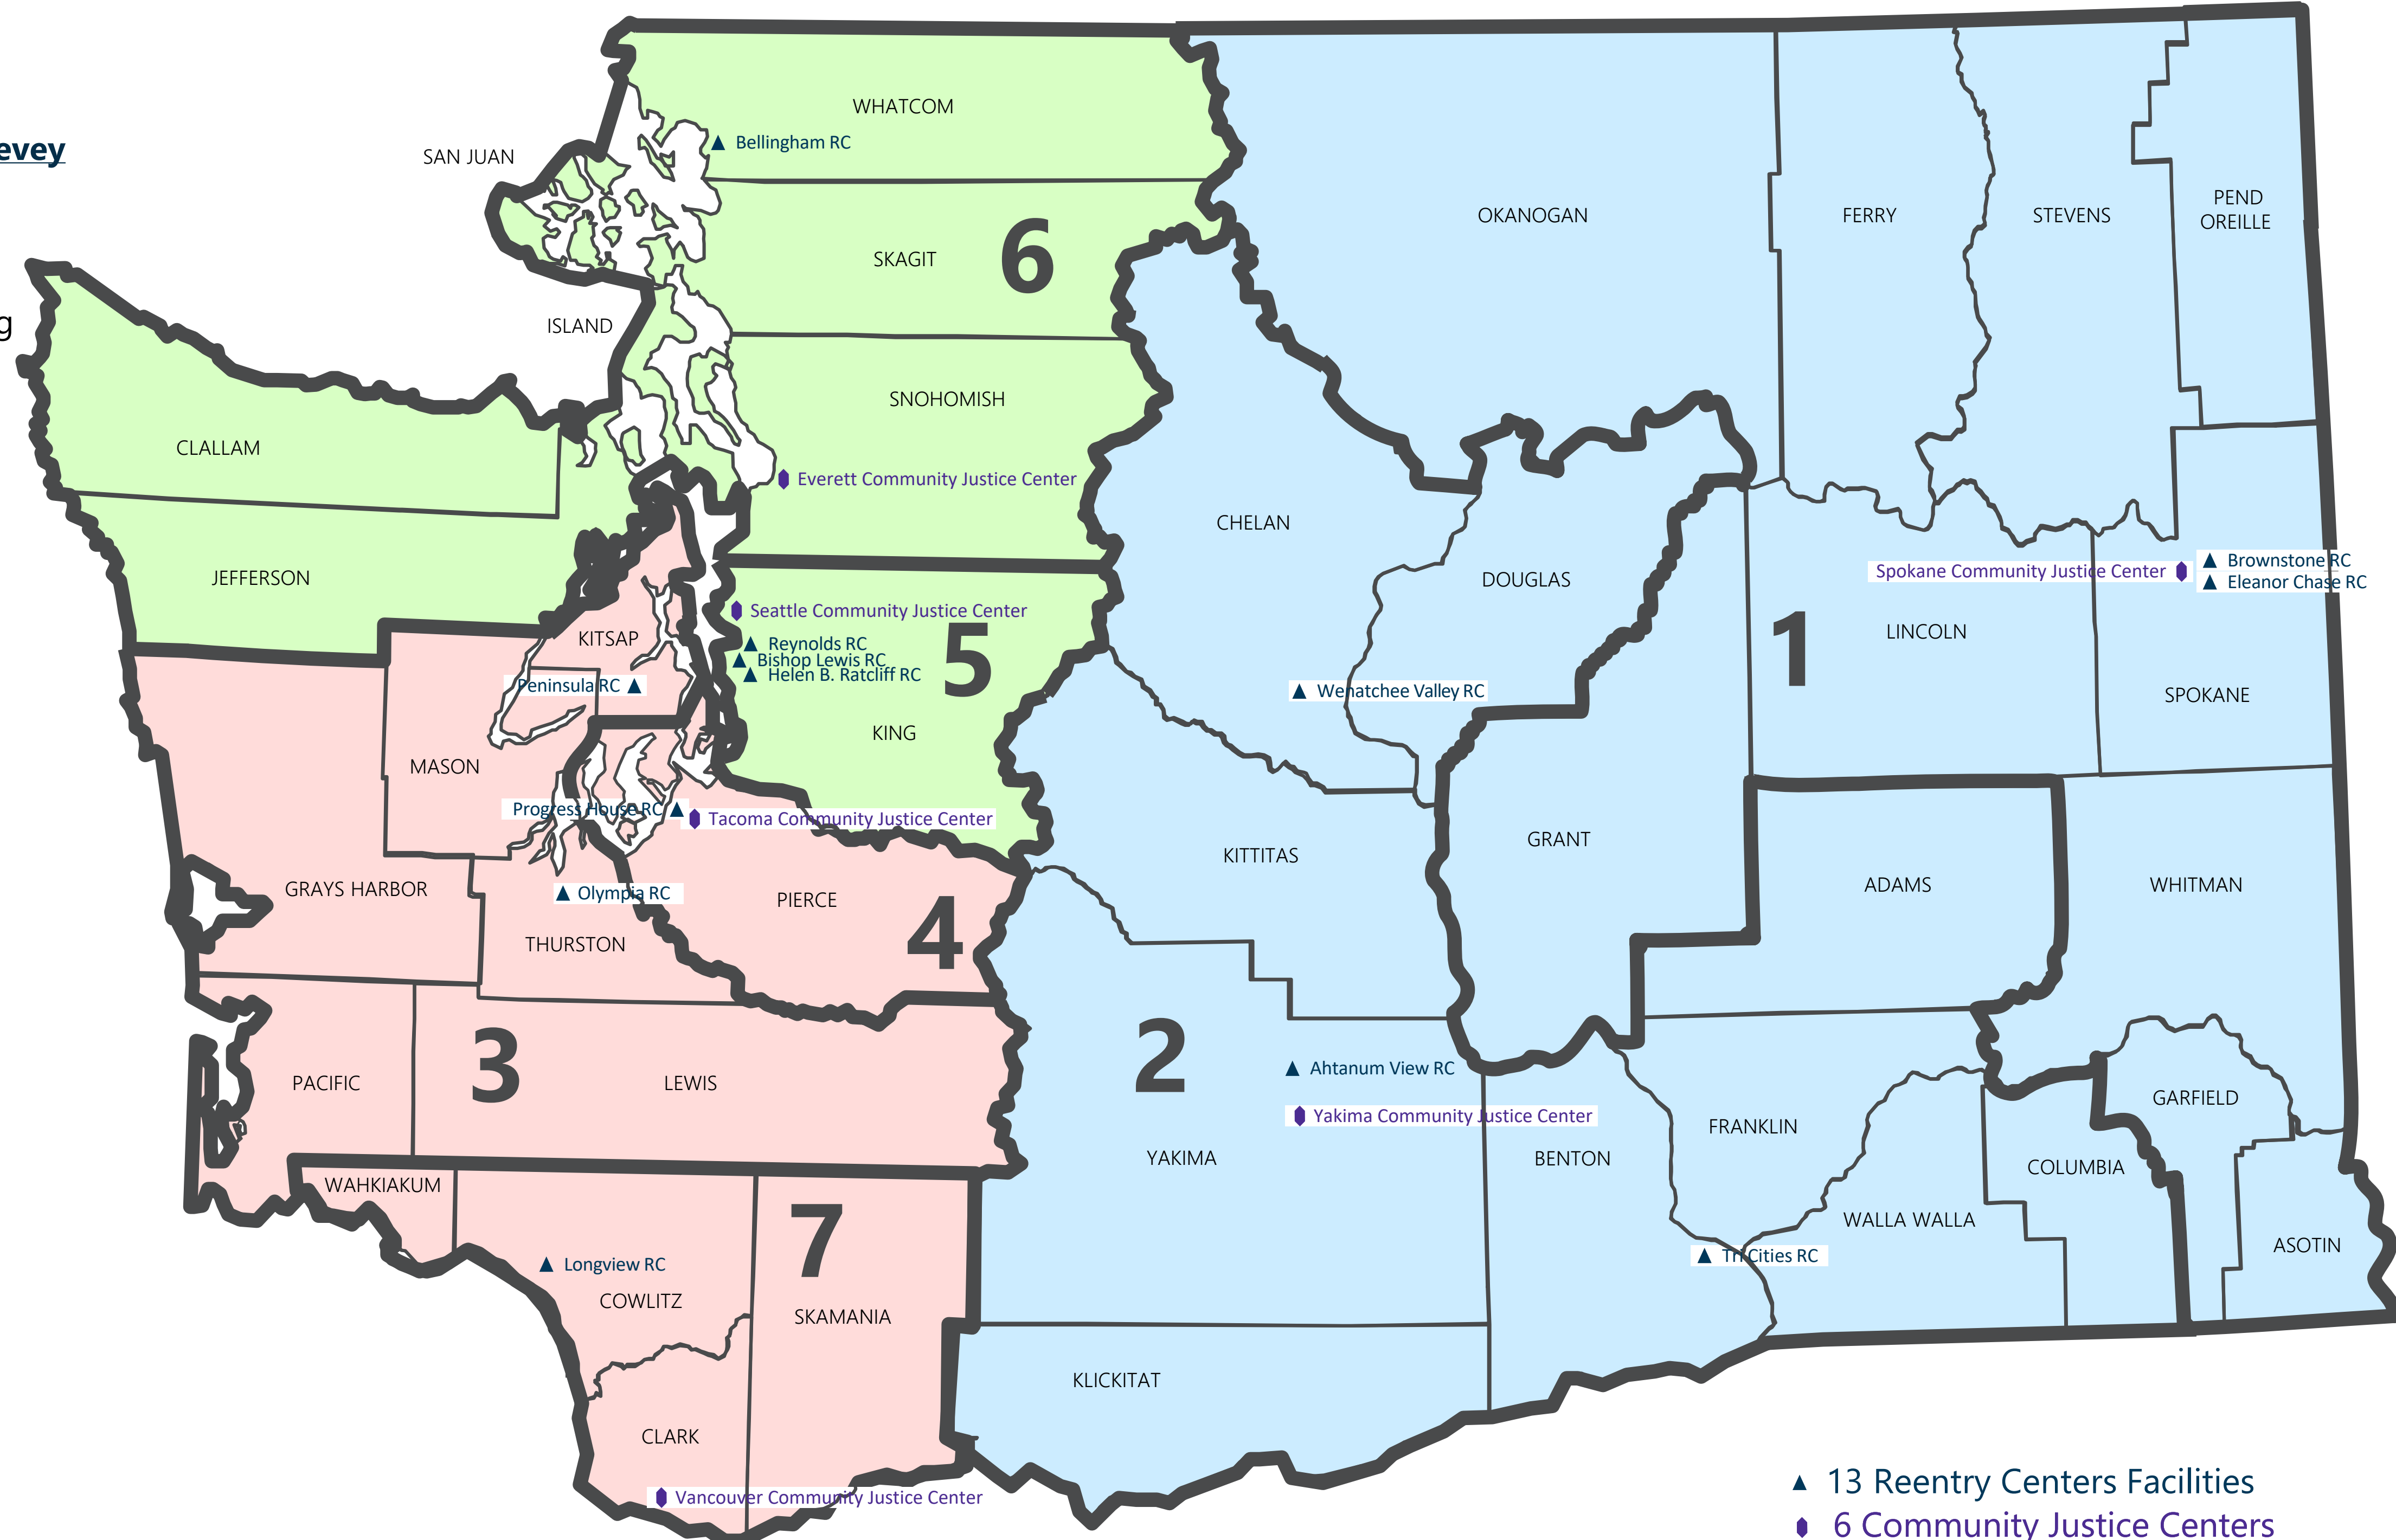 evey
g
WHATCOM
Bellingham RC
SAN JUAN
OKANOGAN
FERRY
STEVENS
PEND
OREILLE
SKAGIT
6
ISLAND
SNOHOMISH
CLALLAM
Everett Community Justice Center
CHELAN
JEFFERSON
DOUGLAS
Spokane Community Justice Center
Brownstone RC
Eleanor Chase RC
Seattle Community Justice Center
KITSAP
Reynolds RC
Bishop Lewis RC
Helen B. Ratcliff RC
5
1
LINCOLN
Peninsula RC
Wenatchee Valley RC
SPOKANE
KING
MASON
Progress House RC
Tacoma Community Justice Center
GRANT
KITTITAS
GRAYS HARBOR
Olympia RC
PIERCE
4
ADAMS
WHITMAN
THURSTON
3
2
PACIFIC
LEWIS
Ahtanum View RC
Yakima Community Justice Center
GARFIELD
FRANKLIN
YAKIMA
BENTON
COLUMBIA
WAHKIAKUM
7
WALLA WALLA
ASOTIN
Longview RC
Tri Cities RC
COWLITZ
SKAMANIA
KLICKITAT
CLARK
Vancouver Community Justice Center
13 Reentry Centers Facilities
6 Community Justice Centers